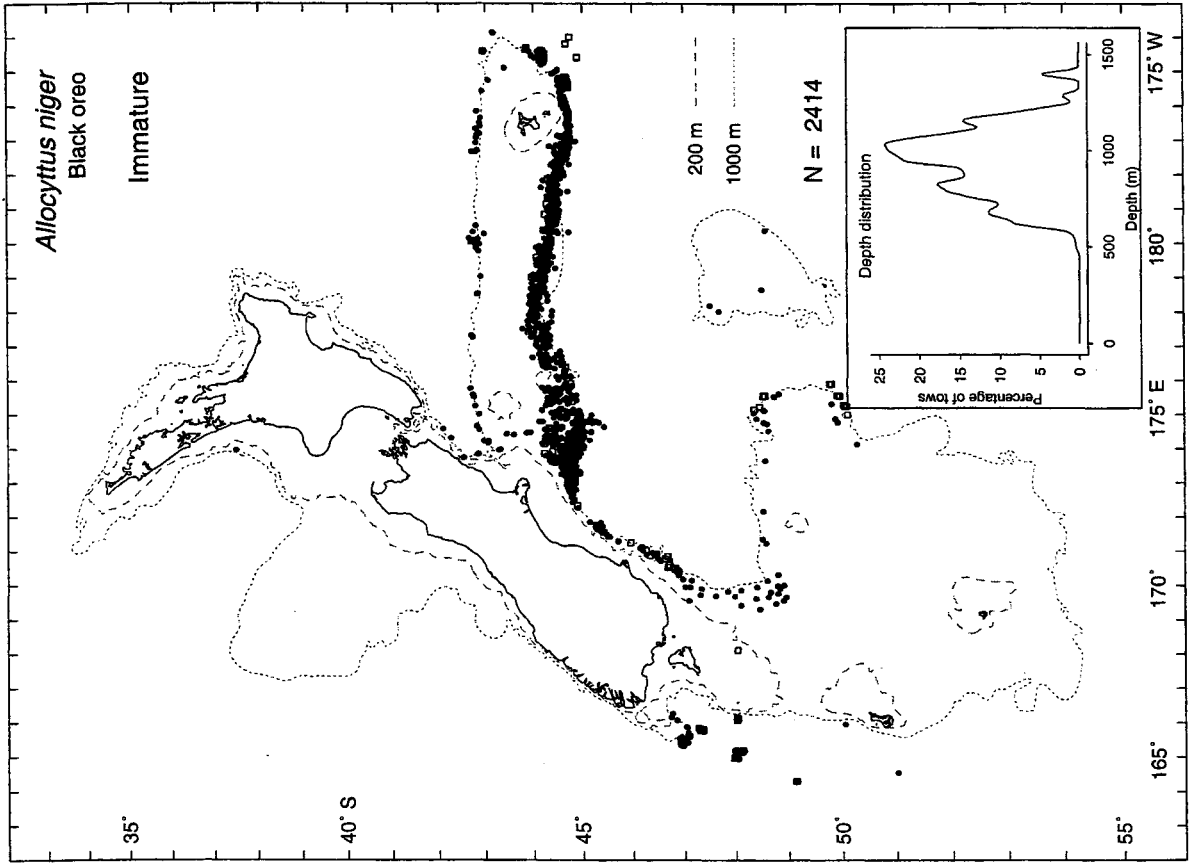 Allocyttus niger
Black oreo
Immature
200 m
1000 m
N = 2414
35°
40° S
45°
50°
55°
165°
170°
175° E
180°
175° W
Depth distribution
Percentage of tows
25
20
15
10
5
0
0
500
1000
1500
Depth (m)